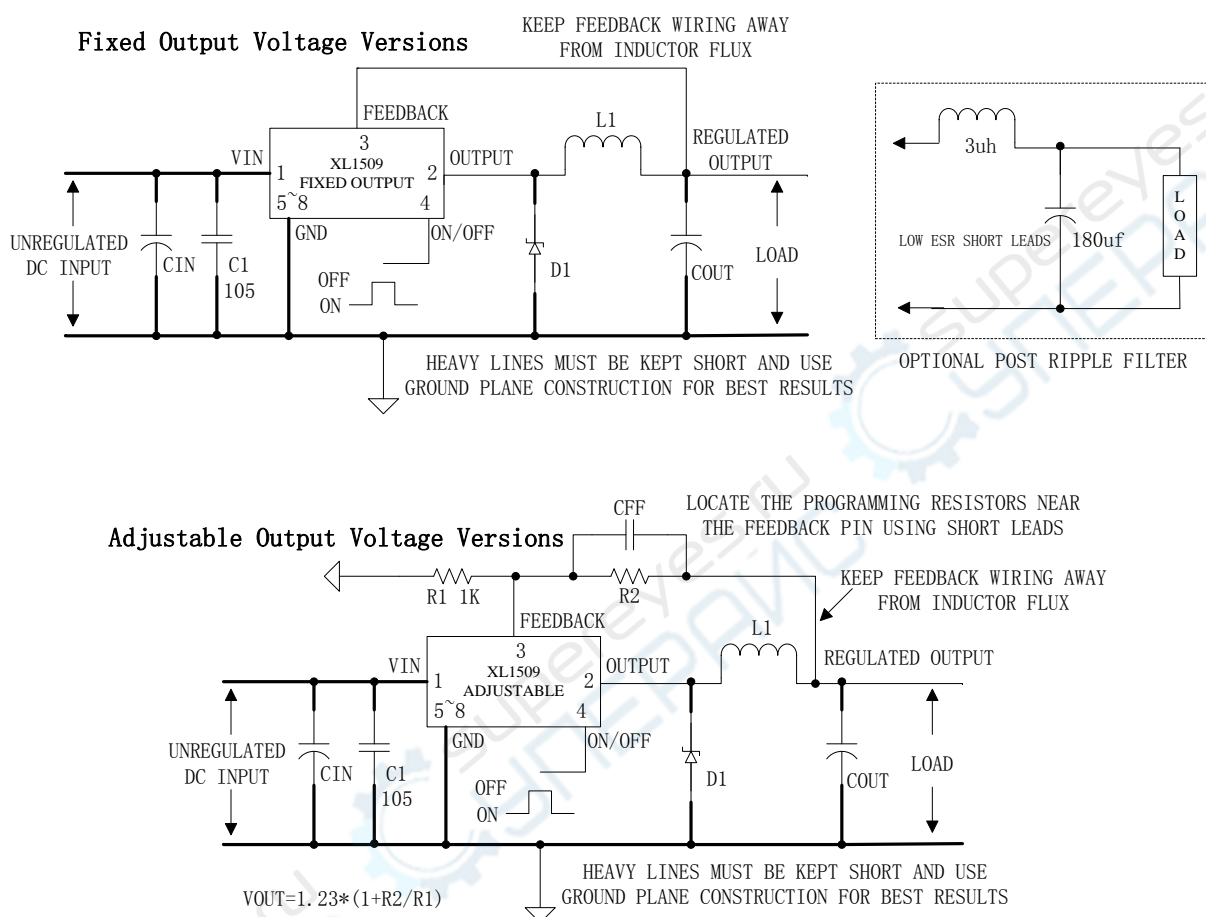 Fixed Output Voltage Versions
KEEP FEEDBACK WIRING AWAY
FROM INDUCTOR FLUX
FEEDBACK
3
VIN
1
XL1509
FIXED OUTPUT
2
OUTPUT
5~8
4
GND
ON/OFF
L1
REGULATED
OUTPUT
UNREGULATED
DC INPUT
CIN
C1
105
OFF
ON
D1
COUT
LOAD
HEAVY LINES MUST BE KEPT SHORT AND USE
GROUND PLANE CONSTRUCTION FOR BEST RESULTS
3uh
LOW ESR SHORT LEADS
180uf
LOAD
OPTIONAL POST RIPPLE FILTER
Adjustable Output Voltage Versions
CFF
LOCATE THE PROGRAMMING RESISTORS NEAR
THE FEEDBACK PIN USING SHORT LEADS
R1 1K
R2
KEEP FEEDBACK WIRING AWAY
FROM INDUCTOR FLUX
FEEDBACK
3
VIN
1
XL1509
ADJUSTABLE
2
OUTPUT
5~8
4
GND
ON/OFF
L1
REGULATED OUTPUT
UNREGULATED
DC INPUT
CIN
C1
105
OFF
ON
D1
COUT
LOAD
HEAVY LINES MUST BE KEPT SHORT AND USE
GROUND PLANE CONSTRUCTION FOR BEST RESULTS
VOUT=1.23*(1+R2/R1)
supereyes.ru
СУПЕРАЙС